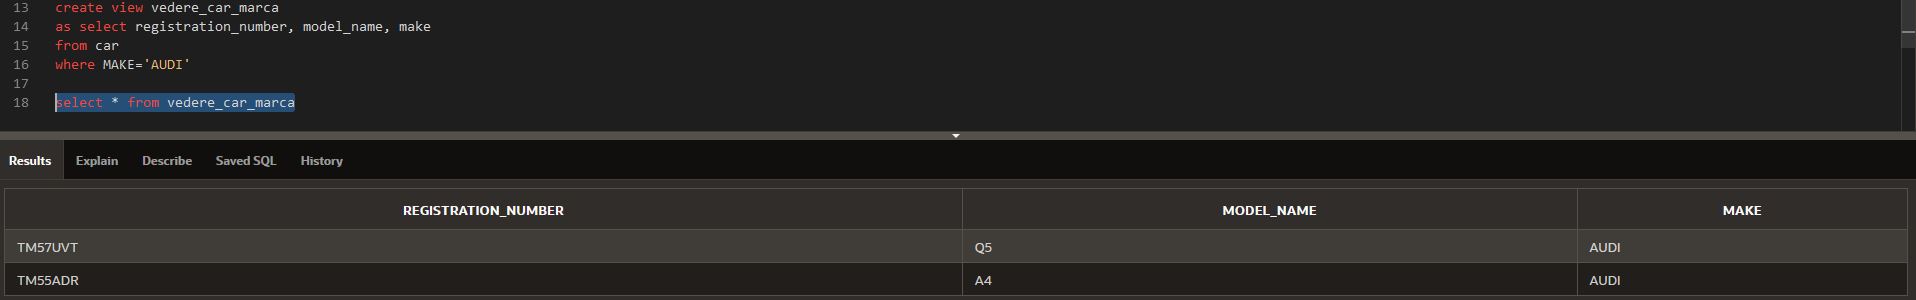 13 create view vedere_car_marca
14 as select registration_number, model_name, make
15 from car
16 where MAKE='AUDI'
17
18 select * from vedere_car_marca
Results Explain Describe Saved SQL History
REGISTRATION_NUMBER MODEL_NAME MAKE
TM57UVT Q5 AUDI
TM55ADR A4 AUDI